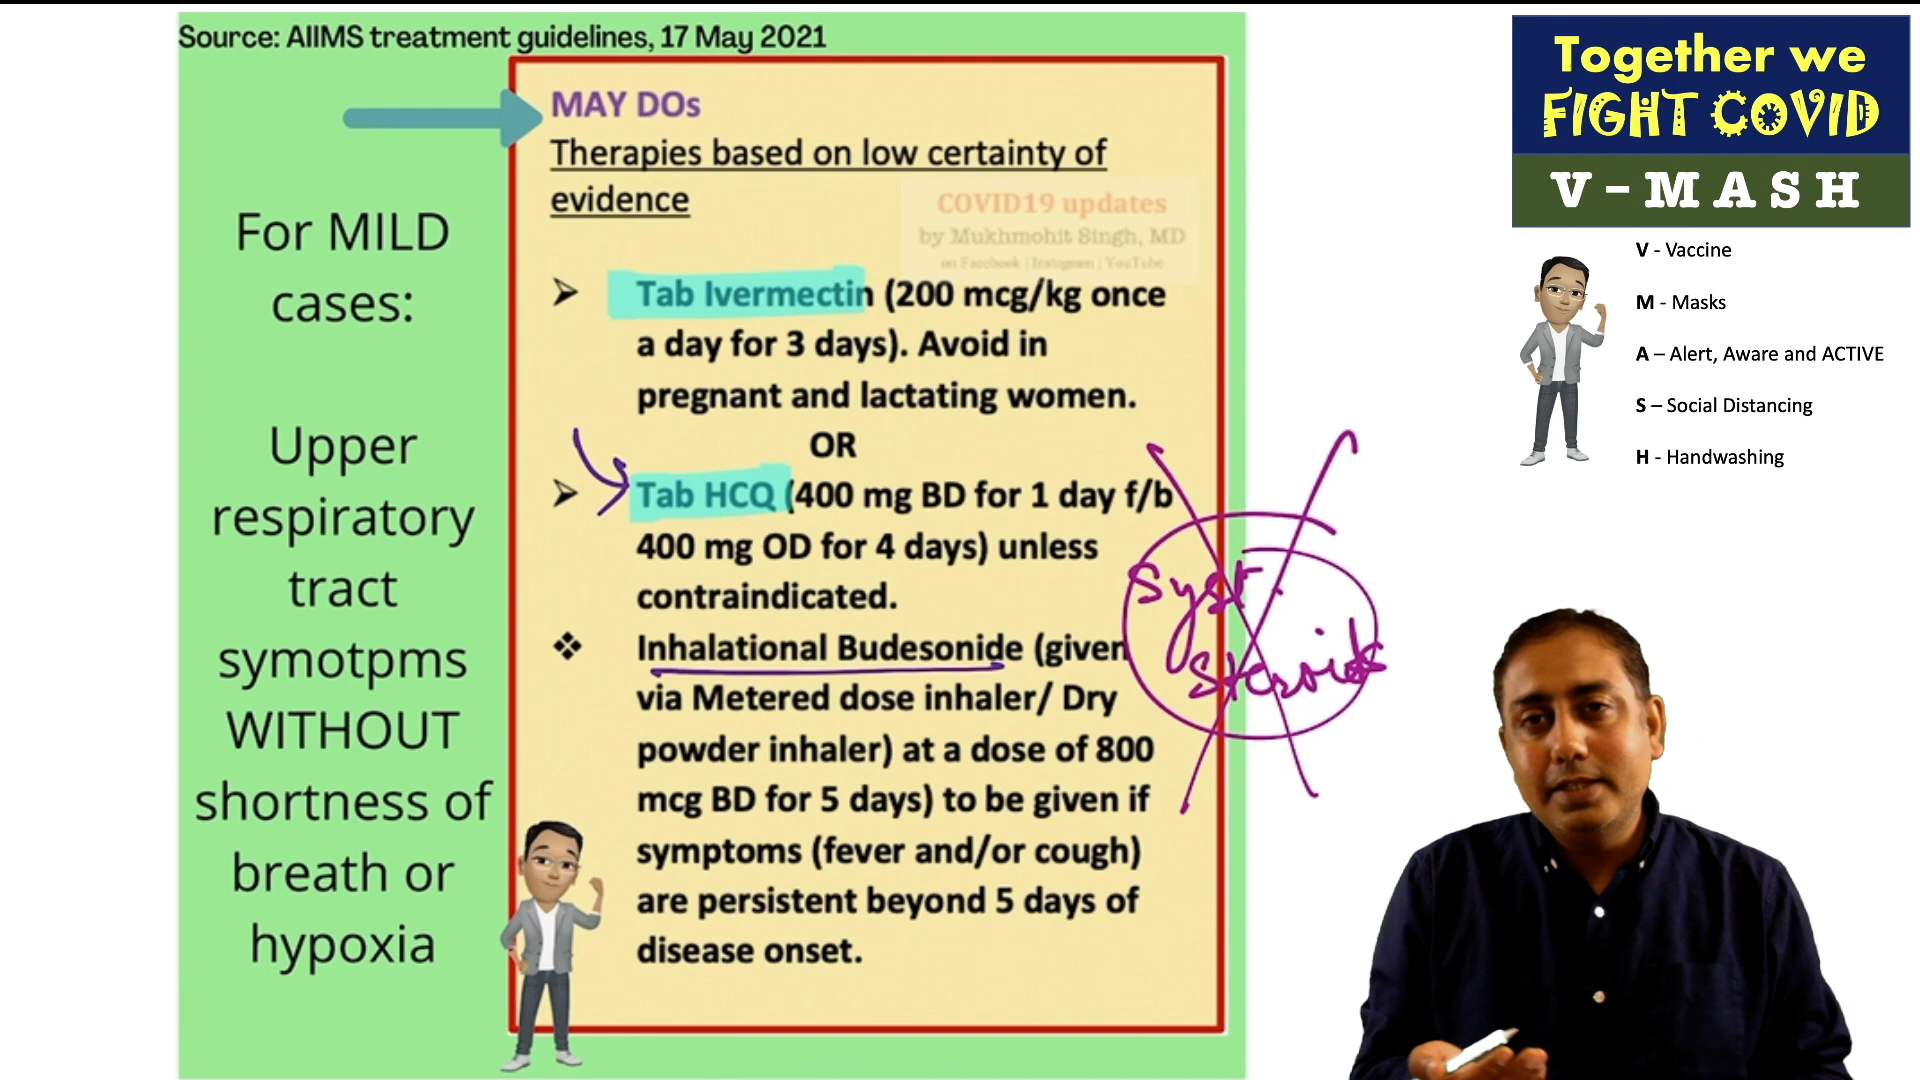 Source: AIIMS treatment guidelines, 17 May 2021
For MILD
cases:
Upper
respiratory
tract
symotpms
WITHOUT
shortness of
breath or
hypoxia
MAY DOs
Therapies based on low certainty of
evidence
COVID19 updates
by Mukhmohit Singh, MD
on Facebook | Instagram | YouTube
➢ Tab Ivermectin (200 mcg/kg once
a day for 3 days). Avoid in
pregnant and lactating women.
OR
➢ Tab HCQ (400 mg BD for 1 day f/b
400 mg OD for 4 days) unless
contraindicated.
❖ Inhalational Budesonide (given
via Metered dose inhaler/ Dry
powder inhaler) at a dose of 800
mcg BD for 5 days) to be given if
symptoms (fever and/or cough)
are persistent beyond 5 days of
disease onset.
Syst.
Steroids
Together we
FIGHT COVID
V-MASH
V - Vaccine
M - Masks
A – Alert, Aware and ACTIVE
S – Social Distancing
H - Handwashing